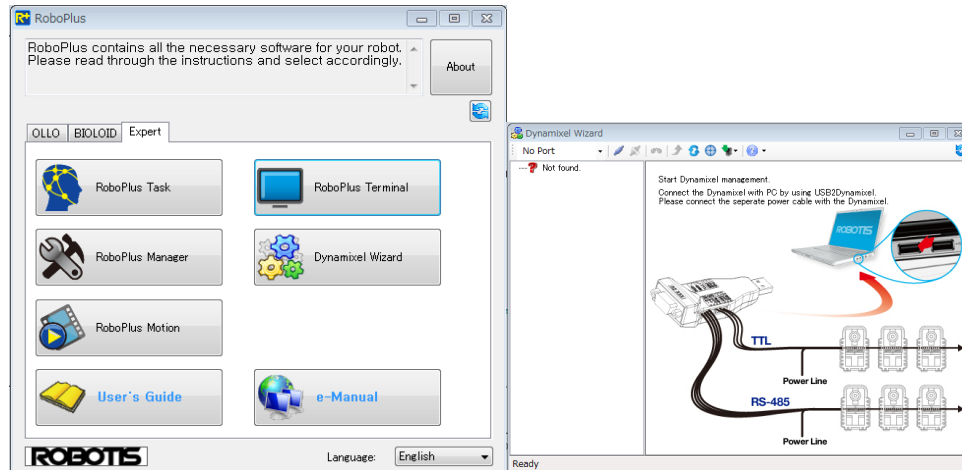 RoboPlus
RoboPlus contains all the necessary software for your robot.
Please read through the instructions and select accordingly.
About
OLLO
BIOLOID
Expert
RoboPlus Task
RoboPlus Terminal
RoboPlus Manager
Dynamixel Wizard
RoboPlus Motion
User's Guide
e-Manual
ROBOTIS
Language:
English
Dynamixel Wizard
No Port
Not found.
Start Dynamixel management.
Connect the Dynamixel with PC by using USB2Dynamixel.
Please connect the seperate power cable with the Dynamixel.
ROBOTIS
TTL
Power Line
RS-485
Power Line
Ready